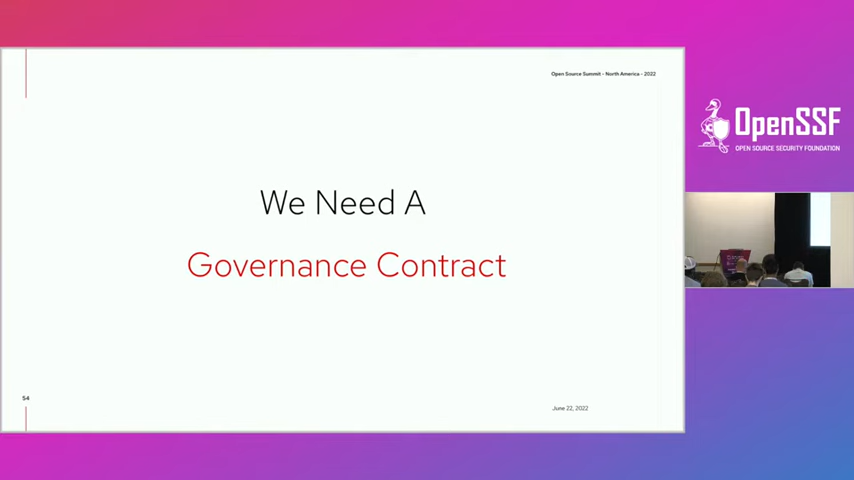 Open Source Summit - North America - 2022
We Need A
Governance Contract
54
June 22, 2022
OpenSSF
OPEN SOURCE SECURITY FOUNDATION